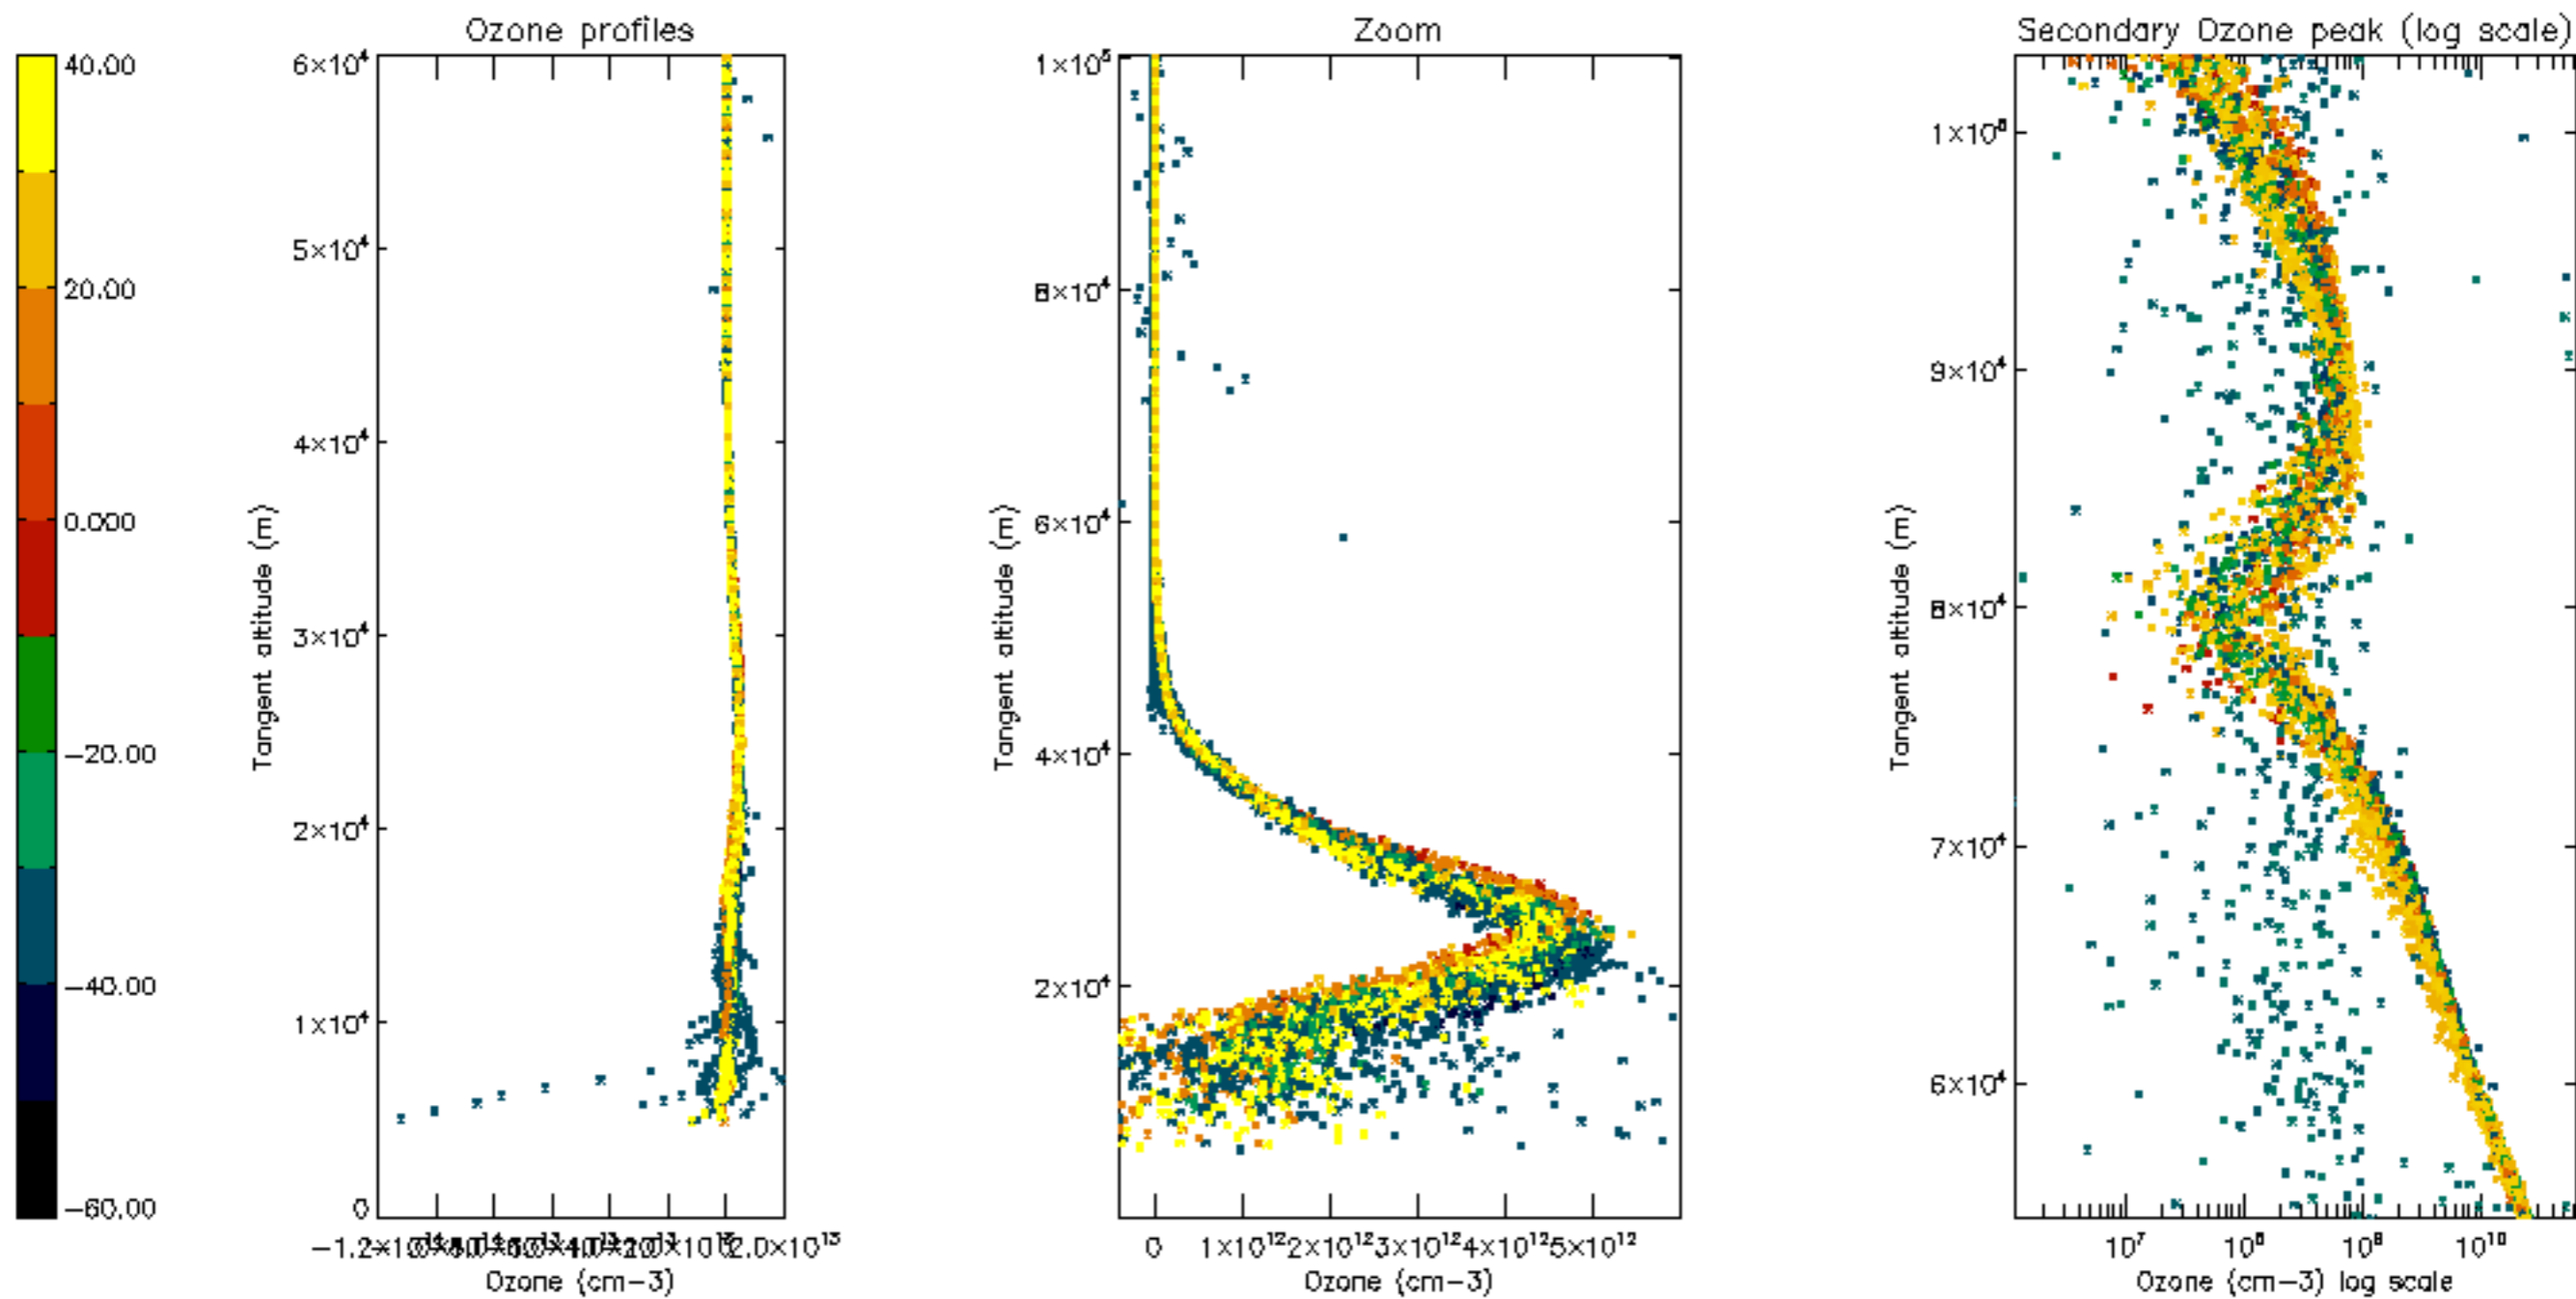 Ozone profiles
Zoom
Secondary Ozone peak (log scale)
40.00
20.00
0.000
−20.00
−40.00
−60.00
6×10⁴
5×10⁴
4×10⁴
3×10⁴
2×10⁴
1×10⁴
0
Tangent altitude (m)
2.0×10¹³
Ozone (cm−3)
1×10⁵
8×10⁴
6×10⁴
4×10⁴
2×10⁴
Tangent altitude (m)
0 1×10¹² 2×10¹² 3×10¹² 4×10¹² 5×10¹²
Ozone (cm−3)
9×10⁴
8×10⁴
7×10⁴
6×10⁴
Tangent altitude (m)
10⁷ 10⁸ 10⁹ 10¹⁰
Ozone (cm−3) log scale